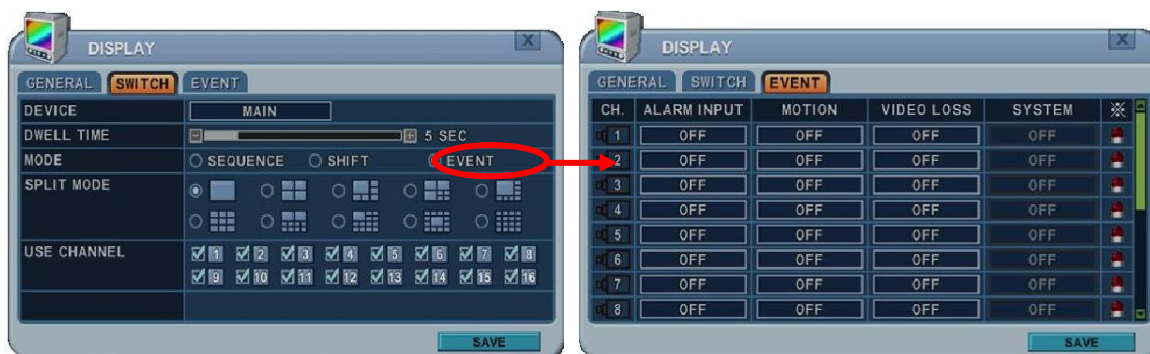 DISPLAY X
GENERAL SWITCH EVENT
DEVICE MAIN
DWELL TIME 5 SEC
MODE SEQUENCE SHIFT EVENT
SPLIT MODE
USE CHANNEL 1 2 3 4 5 6 7 8
9 10 11 12 13 14 15 16
SAVE
DISPLAY X
GENERAL SWITCH EVENT
CH. ALARM INPUT MOTION VIDEO LOSS SYSTEM
1 OFF OFF OFF OFF
2 OFF OFF OFF OFF
3 OFF OFF OFF OFF
4 OFF OFF OFF OFF
5 OFF OFF OFF OFF
6 OFF OFF OFF OFF
7 OFF OFF OFF OFF
8 OFF OFF OFF OFF
SAVE